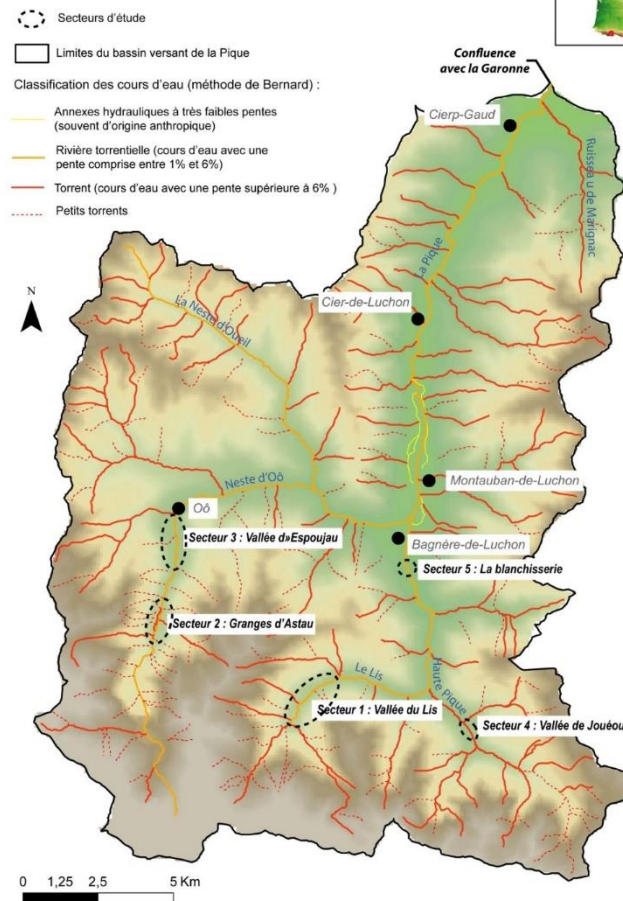 Secteurs d'étude
Limites du bassin versant de la Pique
Classification des cours d'eau (méthode de Bernard) :
Annexes hydrauliques à très faibles pentes
(souvent d'origine anthropique)
Rivière torrentielle (cours d'eau avec une
pente comprise entre 1% et 6%)
Torrent (cours d'eau avec une pente supérieure à 6% )
Petits torrents
Confluence
avec la Garonne
Cierp-Gaud
Ruisseau de Marignac
La Pique
N
Cier-de-Luchon
La Neste d'Oueil
Neste d'Oô
Montauban-de-Luchon
Oô
Bagnère-de-Luchon
Secteur 3 : Vallée d»Espoujau
Secteur 5 : La blanchisserie
Secteur 2 : Granges d'Astau
Le Lis
Haute Pique
Secteur 1 : Vallée du Lis
Secteur 4 : Vallée de Jouéou
0 1,25 2,5 5 Km